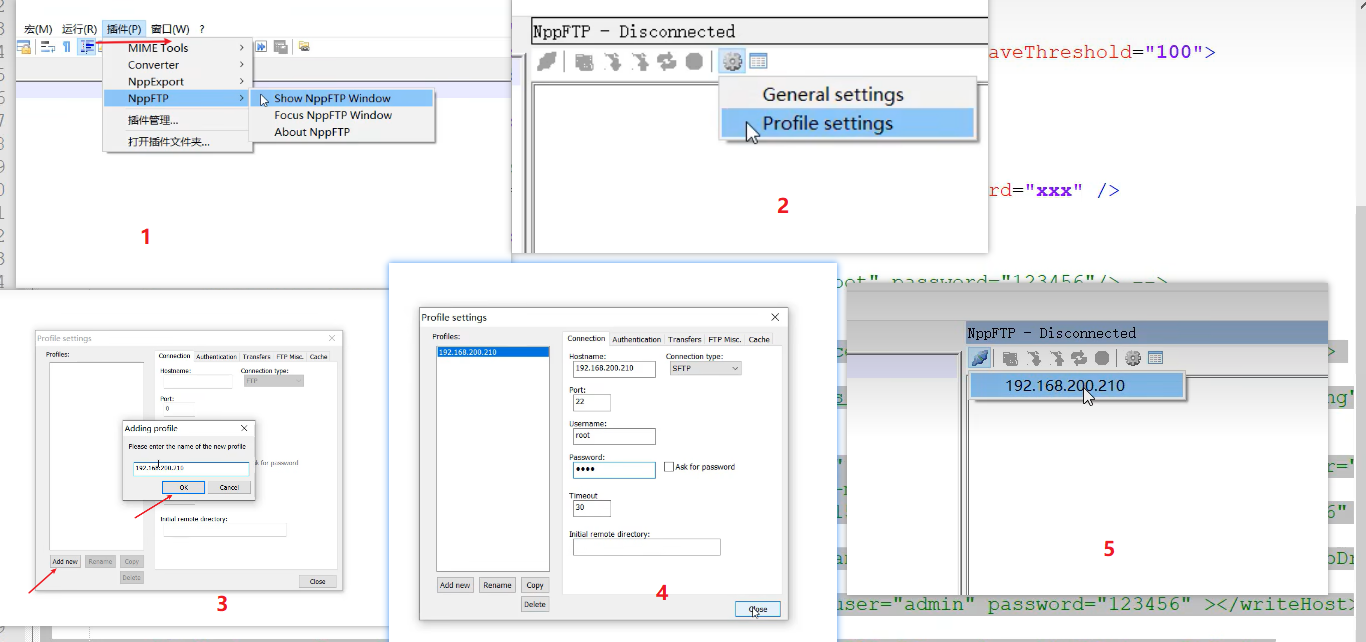 宏(M) 运行(R) 插件(P) 窗口(W) ?
MIME Tools
Converter
NppExport
NppFTP
插件管理...
打开插件文件夹...
Show NppFTP Window
Focus NppFTP Window
About NppFTP
1
NppFTP - Disconnected
General settings
Profile settings
2
aveThreshold="100">
rd="xxx" />
oot" password="123456"/> -->
Profile settings
Profiles:
Connection Authentication Transfers FTP Misc. Cache
Hostname:
Connection type:
FTP
Port:
0
Adding profile
Please enter the name of the new profile
192.168.200.210
OK Cancel
k for password
Initial remote directory:
Add new Rename Copy
Delete
Close
3
Profile settings
Profiles:
192.168.200.210
Connection Authentication Transfers FTP Misc. Cache
Hostname:
192.168.200.210
Connection type:
SFTP
Port:
22
Username:
root
Password:
●●●●
Ask for password
Timeout
30
Initial remote directory:
Add new Rename Copy
Delete
Close
4
NppFTP - Disconnected
192.168.200.210
5
ng"
r="
6"
oDr
user="admin" password="123456" ></writeHost>